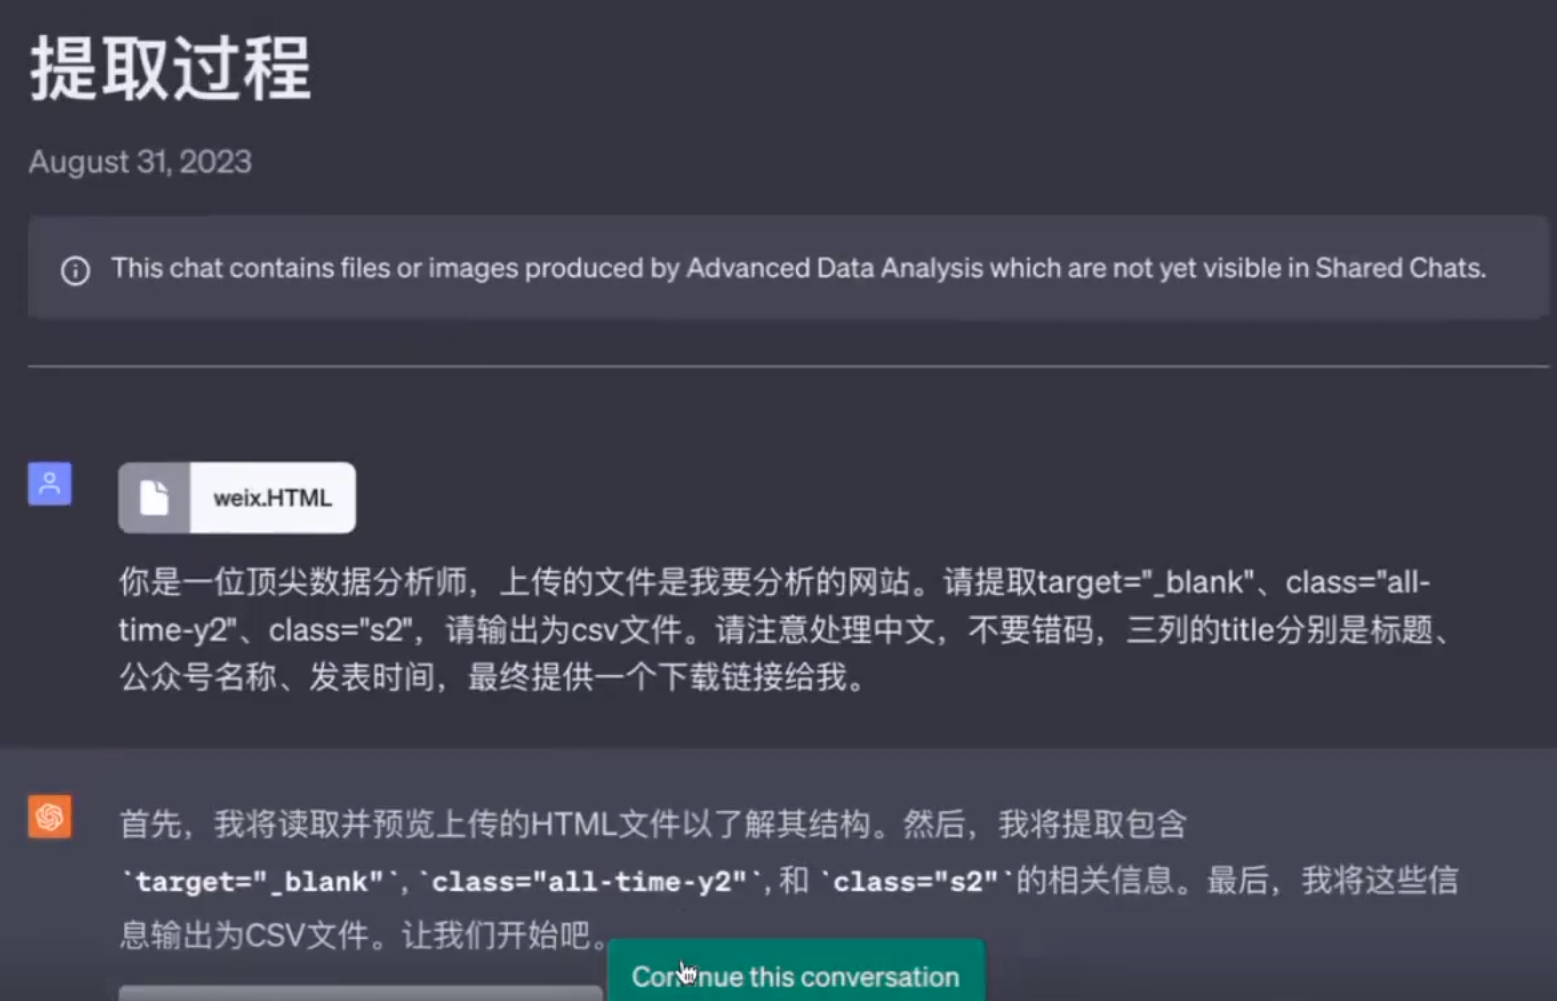 提取过程
August 31, 2023
This chat contains files or images produced by Advanced Data Analysis which are not yet visible in Shared Chats.
weix.HTML
你是一位顶尖数据分析师，上传的文件是我要分析的网站。请提取target="_blank"、class="all-
time-y2"、class="s2"，请输出为csv文件。请注意处理中文，不要错码，三列的title分别是标题、
公众号名称、发表时间，最终提供一个下载链接给我。
首先，我将读取并预览上传的HTML文件以了解其结构。然后，我将提取包含
`target="_blank"`, `class="all-time-y2"`, 和 `class="s2"`的相关信息。最后，我将这些信
息输出为CSV文件。让我们开始吧。
Continue this conversation